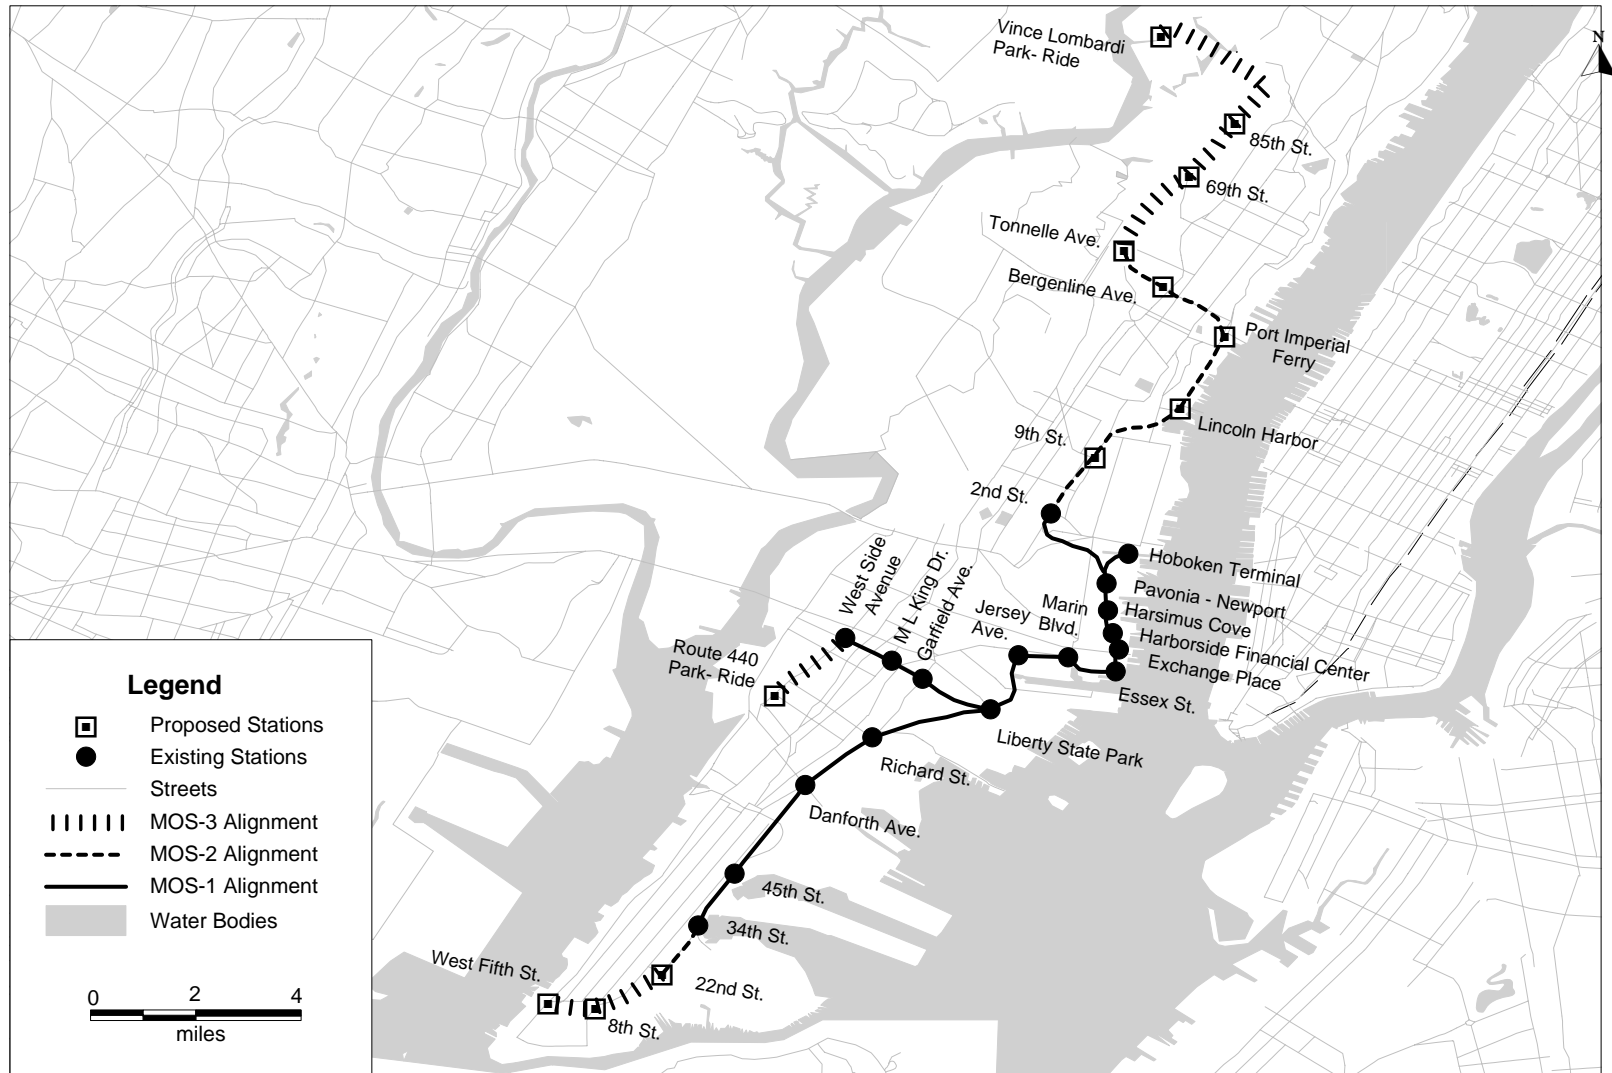 Vince Lombardi
Park- Ride
N
85th St.
69th St.
Tonnelle Ave.
Bergenline Ave.
Port Imperial
Ferry
Lincoln Harbor
9th St.
2nd St.
Hoboken Terminal
Pavonia - Newport
Harsimus Cove
Harborside Financial Center
Exchange Place
Essex St.
Marin
Blvd.
Jersey
Ave.
Garfield Ave.
M L King Dr.
West Side
Avenue
Route 440
Park- Ride
Liberty State Park
Richard St.
Danforth Ave.
45th St.
34th St.
22nd St.
8th St.
West Fifth St.
Legend
Proposed Stations
Existing Stations
Streets
MOS-3 Alignment
MOS-2 Alignment
MOS-1 Alignment
Water Bodies
0 2 4
miles